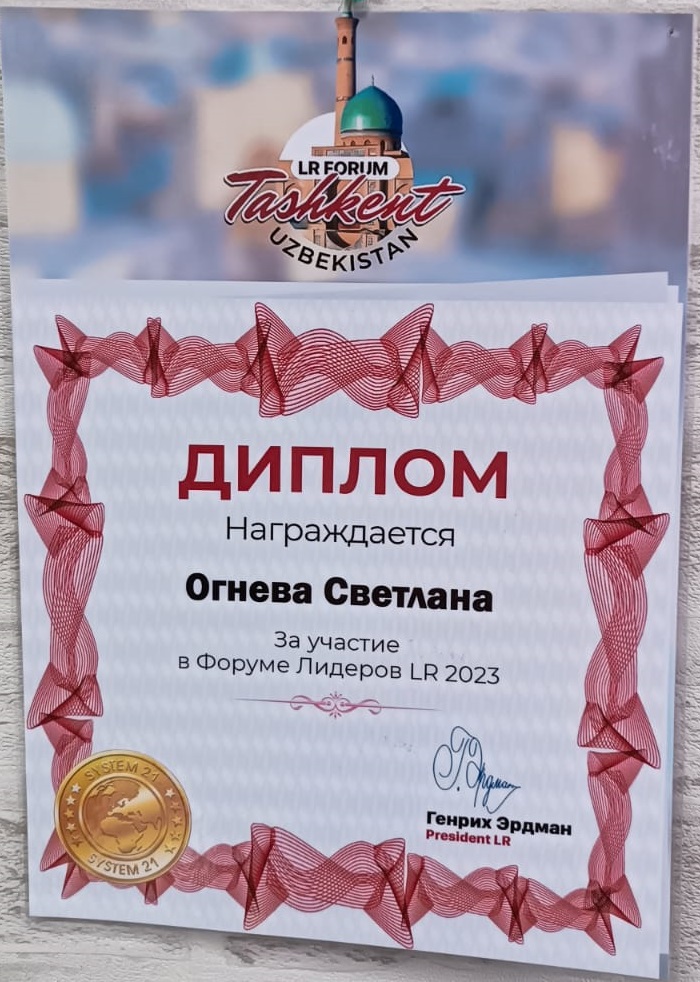 LR FORUM
Tashkent
UZBEKISTAN
ДИПЛОМ
Награждается
Огнева Светлана
За участие
в Форуме Лидеров LR 2023
SYSTEM 21
SYSTEM 21
Г. Эрдман
Генрих Эрдман
President LR